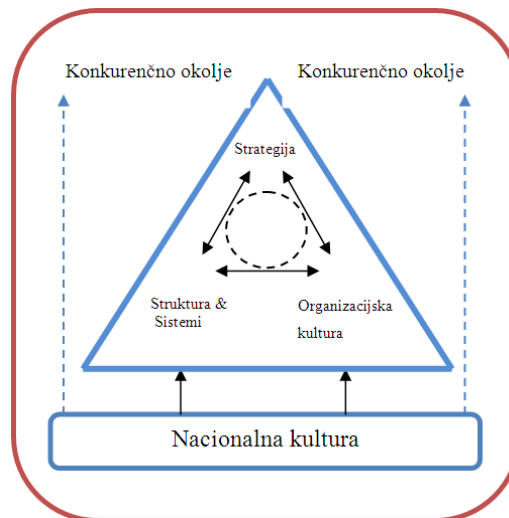 Konkurenčno okolje
Konkurenčno okolje
Strategija
Struktura &
Sistemi
Organizacijska
kultura
Nacionalna kultura